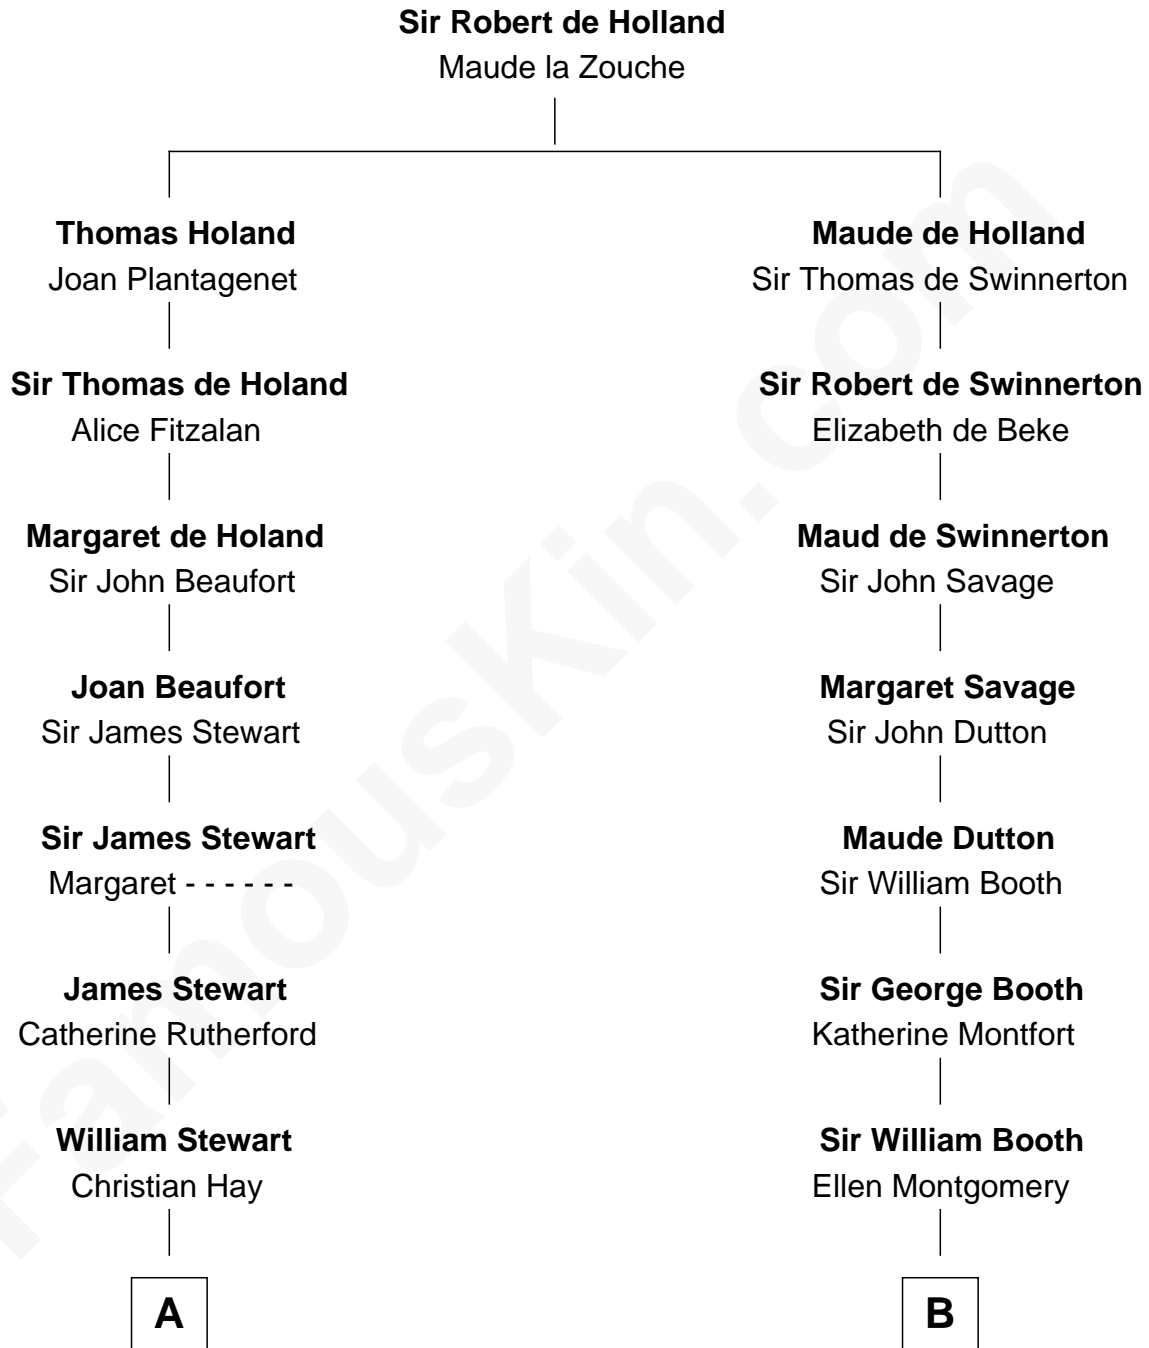 Sir Robert de Holland
Maude la Zouche
Thomas Holand
Joan Plantagenet
Maude de Holland
Sir Thomas de Swinnerton
Sir Thomas de Holand
Alice Fitzalan
Sir Robert de Swinnerton
Elizabeth de Beke
Margaret de Holand
Sir John Beaufort
Maud de Swinnerton
Sir John Savage
Joan Beaufort
Sir James Stewart
Margaret Savage
Sir John Dutton
Sir James Stewart
Margaret - - - - - -
Maude Dutton
Sir William Booth
James Stewart
Catherine Rutherford
Sir George Booth
Katherine Montfort
William Stewart
Christian Hay
Sir William Booth
Ellen Montgomery
A
B
FamousKin.com